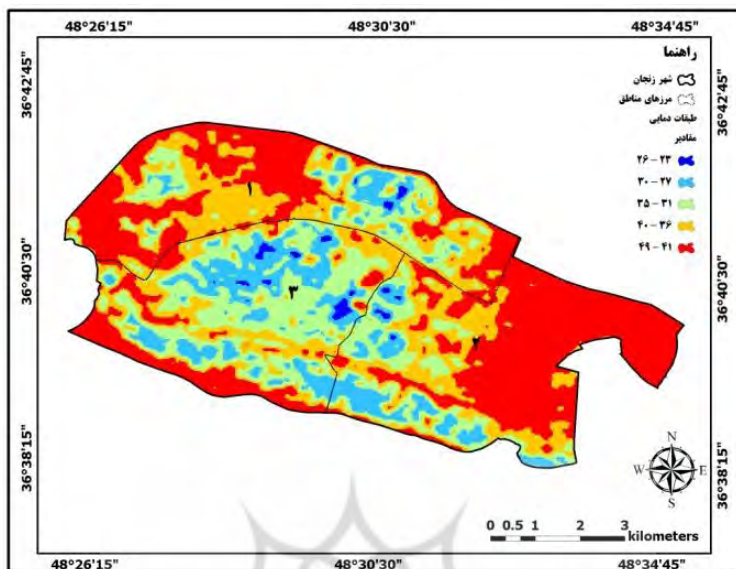 48°26'15" 48°30'30" 48°34'45"
36°42'45" 36°42'45"
راهنما
شهر زنجان
مرزهای مناطق
طبقات دمایی
مقادیر
۲۶ – ۲۳
۳۰ – ۲۷
۳۵ – ۳۱
۴۰ – ۳۶
۴۹ – ۴۱
۱
۳
۲
36°40'30" 36°40'30"
36°38'15" 36°38'15"
N
W E
S
0 0.5 1 2 3
kilometers
48°26'15" 48°30'30" 48°34'45"